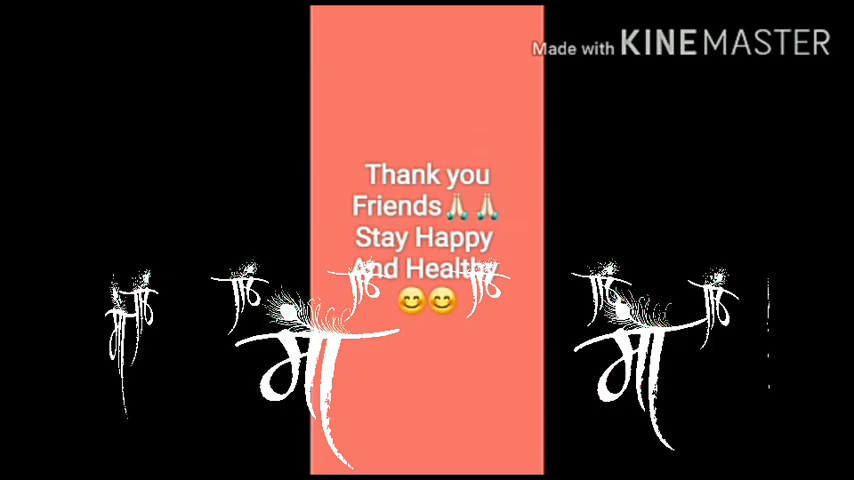 Made with KINEMASTER
Thank you
Friends🙏🏻🙏🏻
Stay Happy
And Healthy
😊😊
माँ माँ